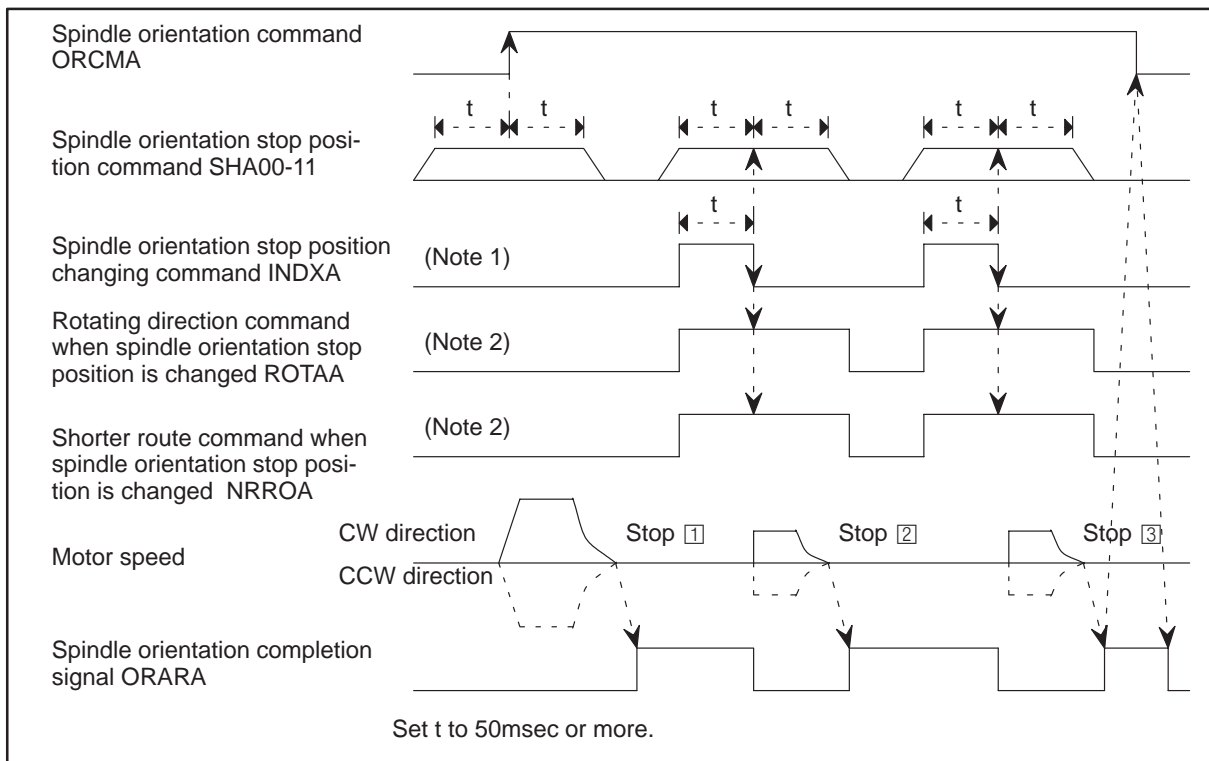 Spindle orientation command
ORCMA
t t t t t t
Spindle orientation stop posi-
tion command SHA00-11
t t
Spindle orientation stop position
changing command INDXA
(Note 1)
Rotating direction command
when spindle orientation stop
position is changed ROTAA
(Note 2)
Shorter route command when
spindle orientation stop posi-
tion is changed NRROA
(Note 2)
Motor speed
CW direction
CCW direction
Stop 1
Stop 2
Stop 3
Spindle orientation completion
signal ORARA
Set t to 50msec or more.